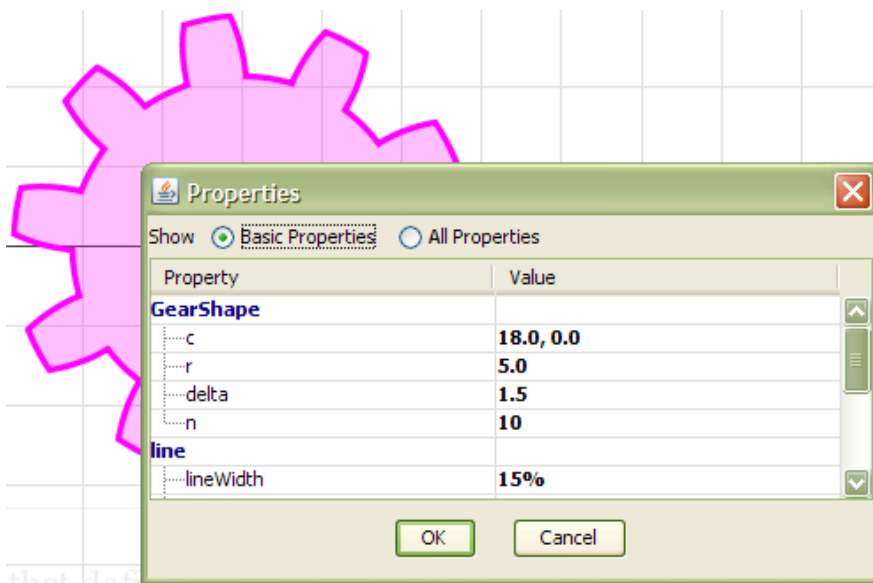 Properties
Show Basic Properties All Properties
Property Value
GearShape
c 18.0, 0.0
r 5.0
delta 1.5
n 10
line
lineWidth 15%
OK Cancel